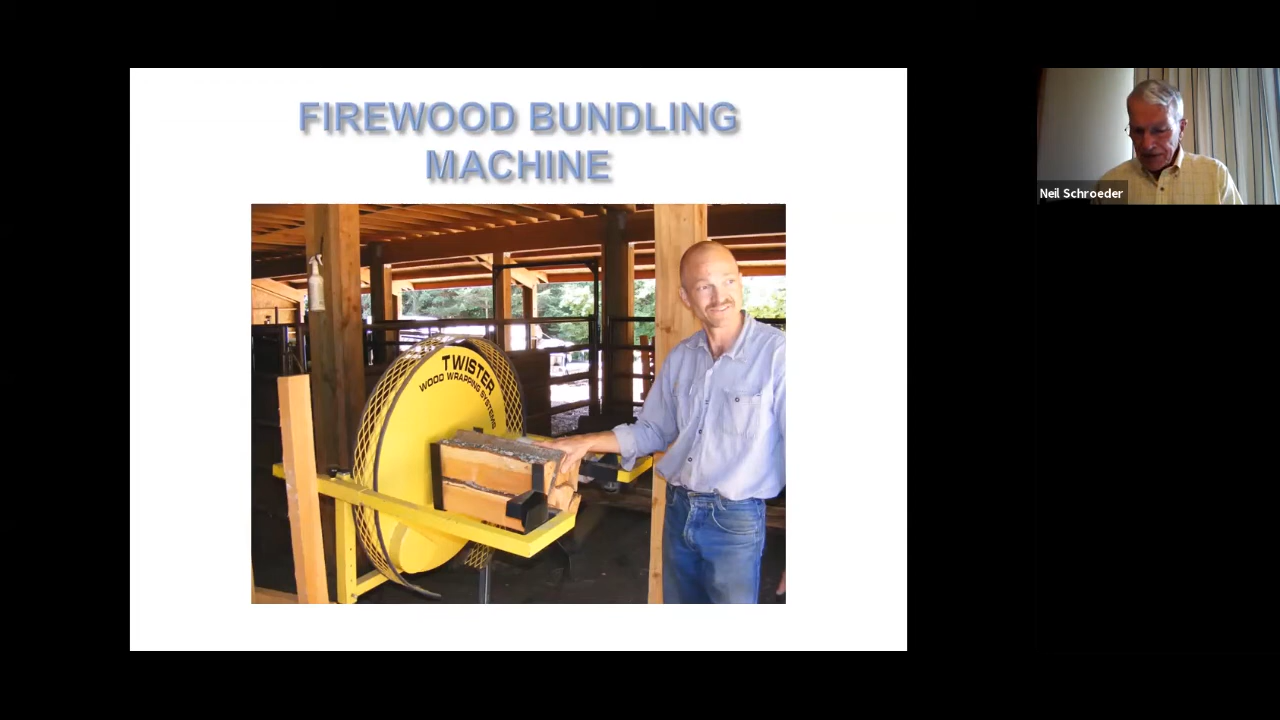 FIREWOOD BUNDLING
MACHINE
TWISTER
WOOD WRAPPING SYSTEMS
Neil Schroeder